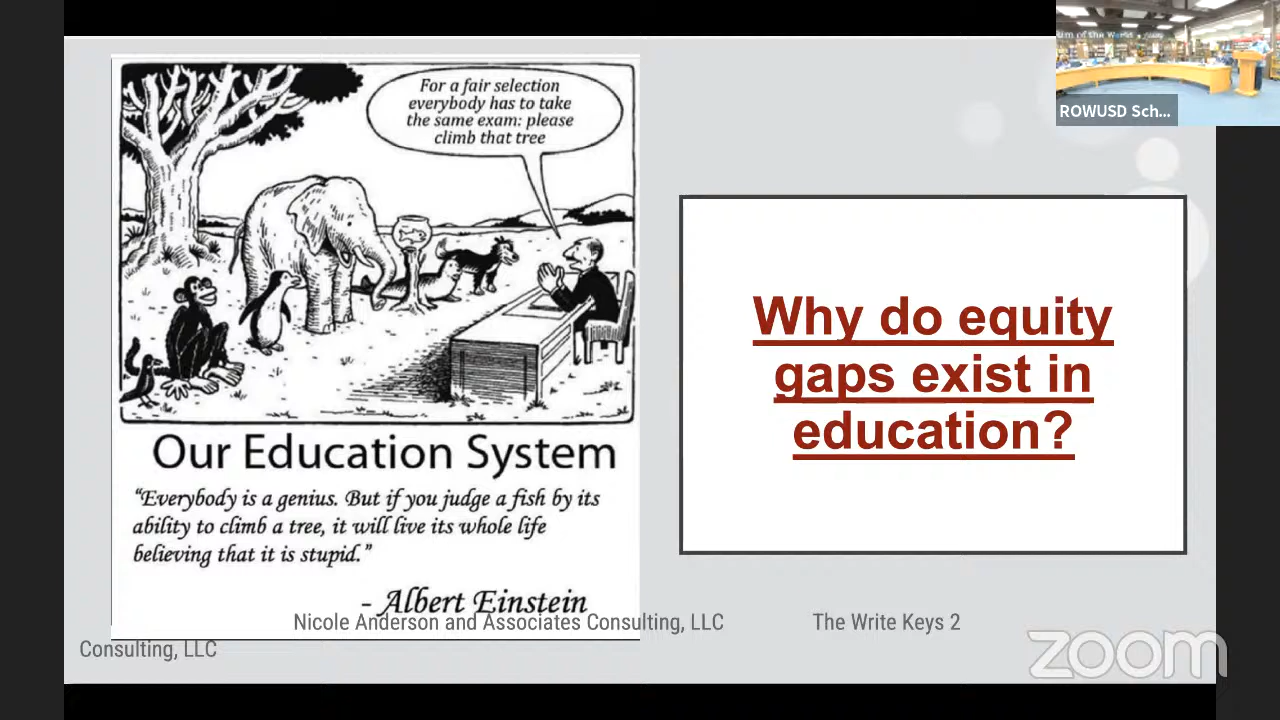 For a fair selection
everybody has to take
the same exam: please
climb that tree
Our Education System
“Everybody is a genius. But if you judge a fish by its
ability to climb a tree, it will live its whole life
believing that it is stupid.”
- Albert Einstein
Why do equity
gaps exist in
education?
Nicole Anderson and Associates Consulting, LLC The Write Keys 2
Consulting, LLC
of the World
ROWUSD Sch...
zoom